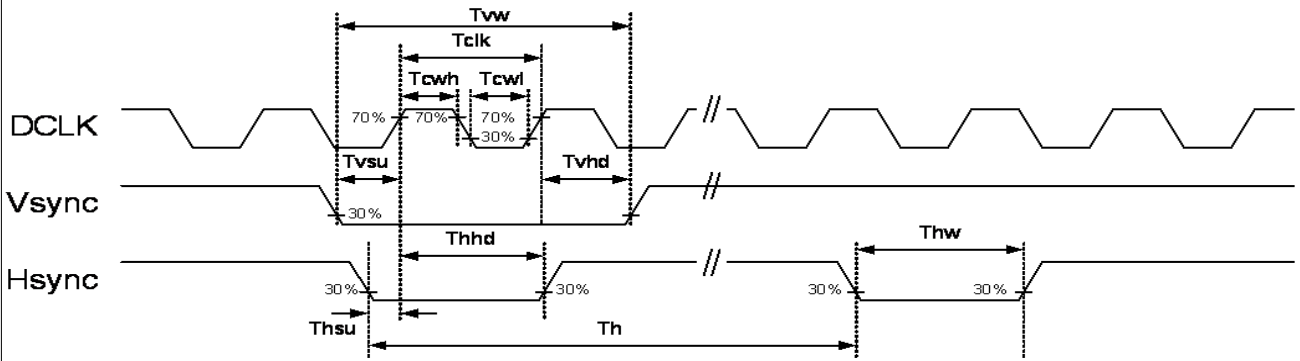 Tvw
Tclk
Tcwh Tcwl
DCLK
70% 70% 70%
30%
Tvsu Tvhd
Vsync
30%
Thhd Thw
Hsync
30% 30% 30% 30%
Thsu Th